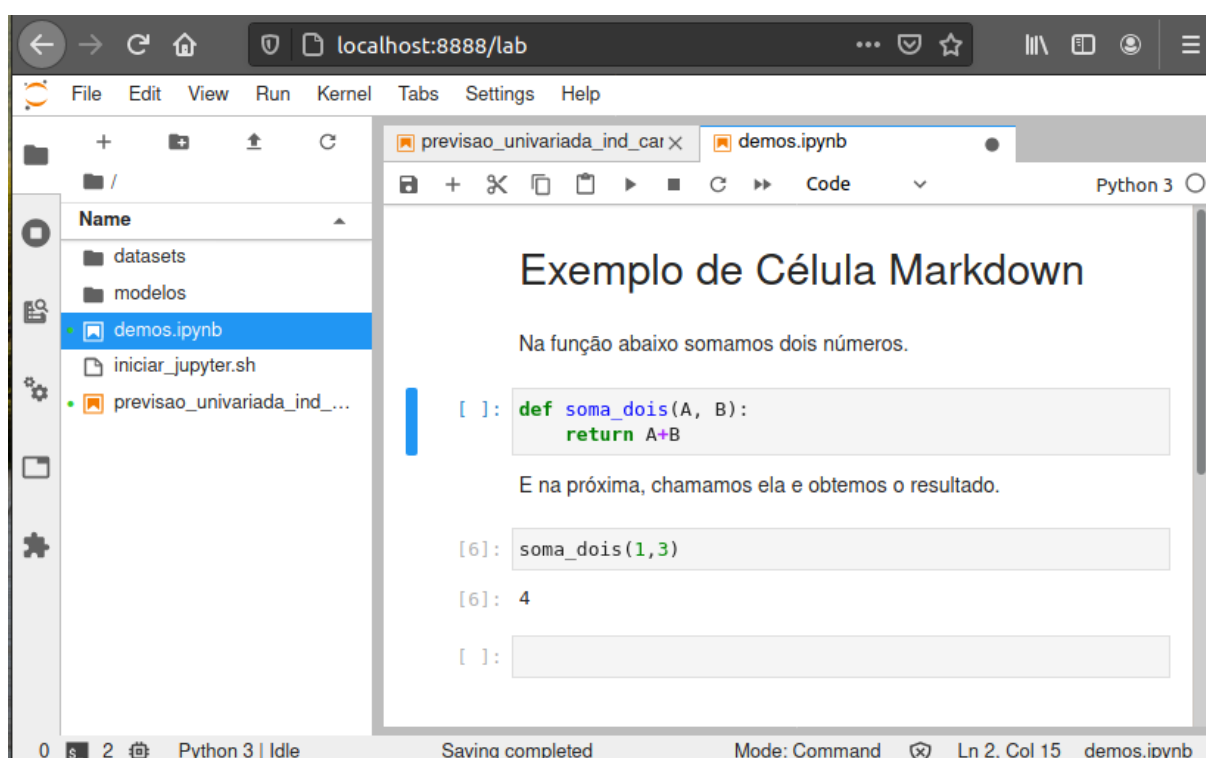 localhost:8888/lab
File Edit View Run Kernel Tabs Settings Help
/
Name
datasets
modelos
demos.ipynb
iniciar_jupyter.sh
previsao_univariada_ind_...
previsao_univariada_ind_car
demos.ipynb
Code
Python 3
Exemplo de Célula Markdown
Na função abaixo somamos dois números.
[ ]: def soma_dois(A, B):
return A+B
E na próxima, chamamos ela e obtemos o resultado.
[6]: soma_dois(1,3)
[6]: 4
[ ]:
0 2 Python 3 | Idle Saving completed Mode: Command Ln 2, Col 15 demos.ipynb